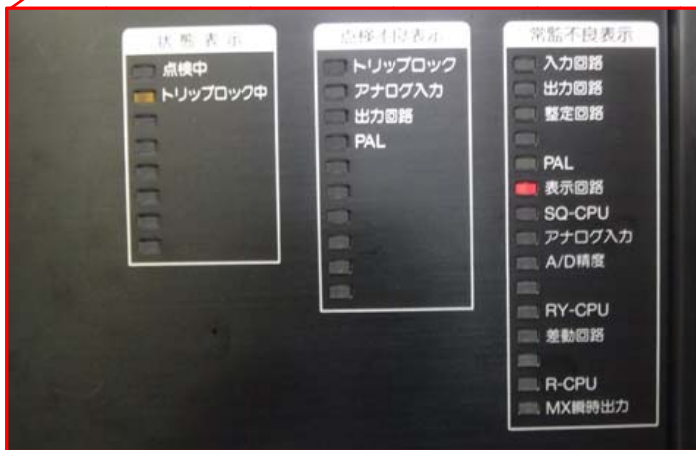 状態表示
点検中
トリップロック中
点検不良表示
トリップロック
アナログ入力
出力回路
PAL
常監不良表示
入力回路
出力回路
整定回路
PAL
表示回路
SQ-CPU
アナログ入力
A/D精度
RY-CPU
差動回路
R-CPU
MX瞬時出力